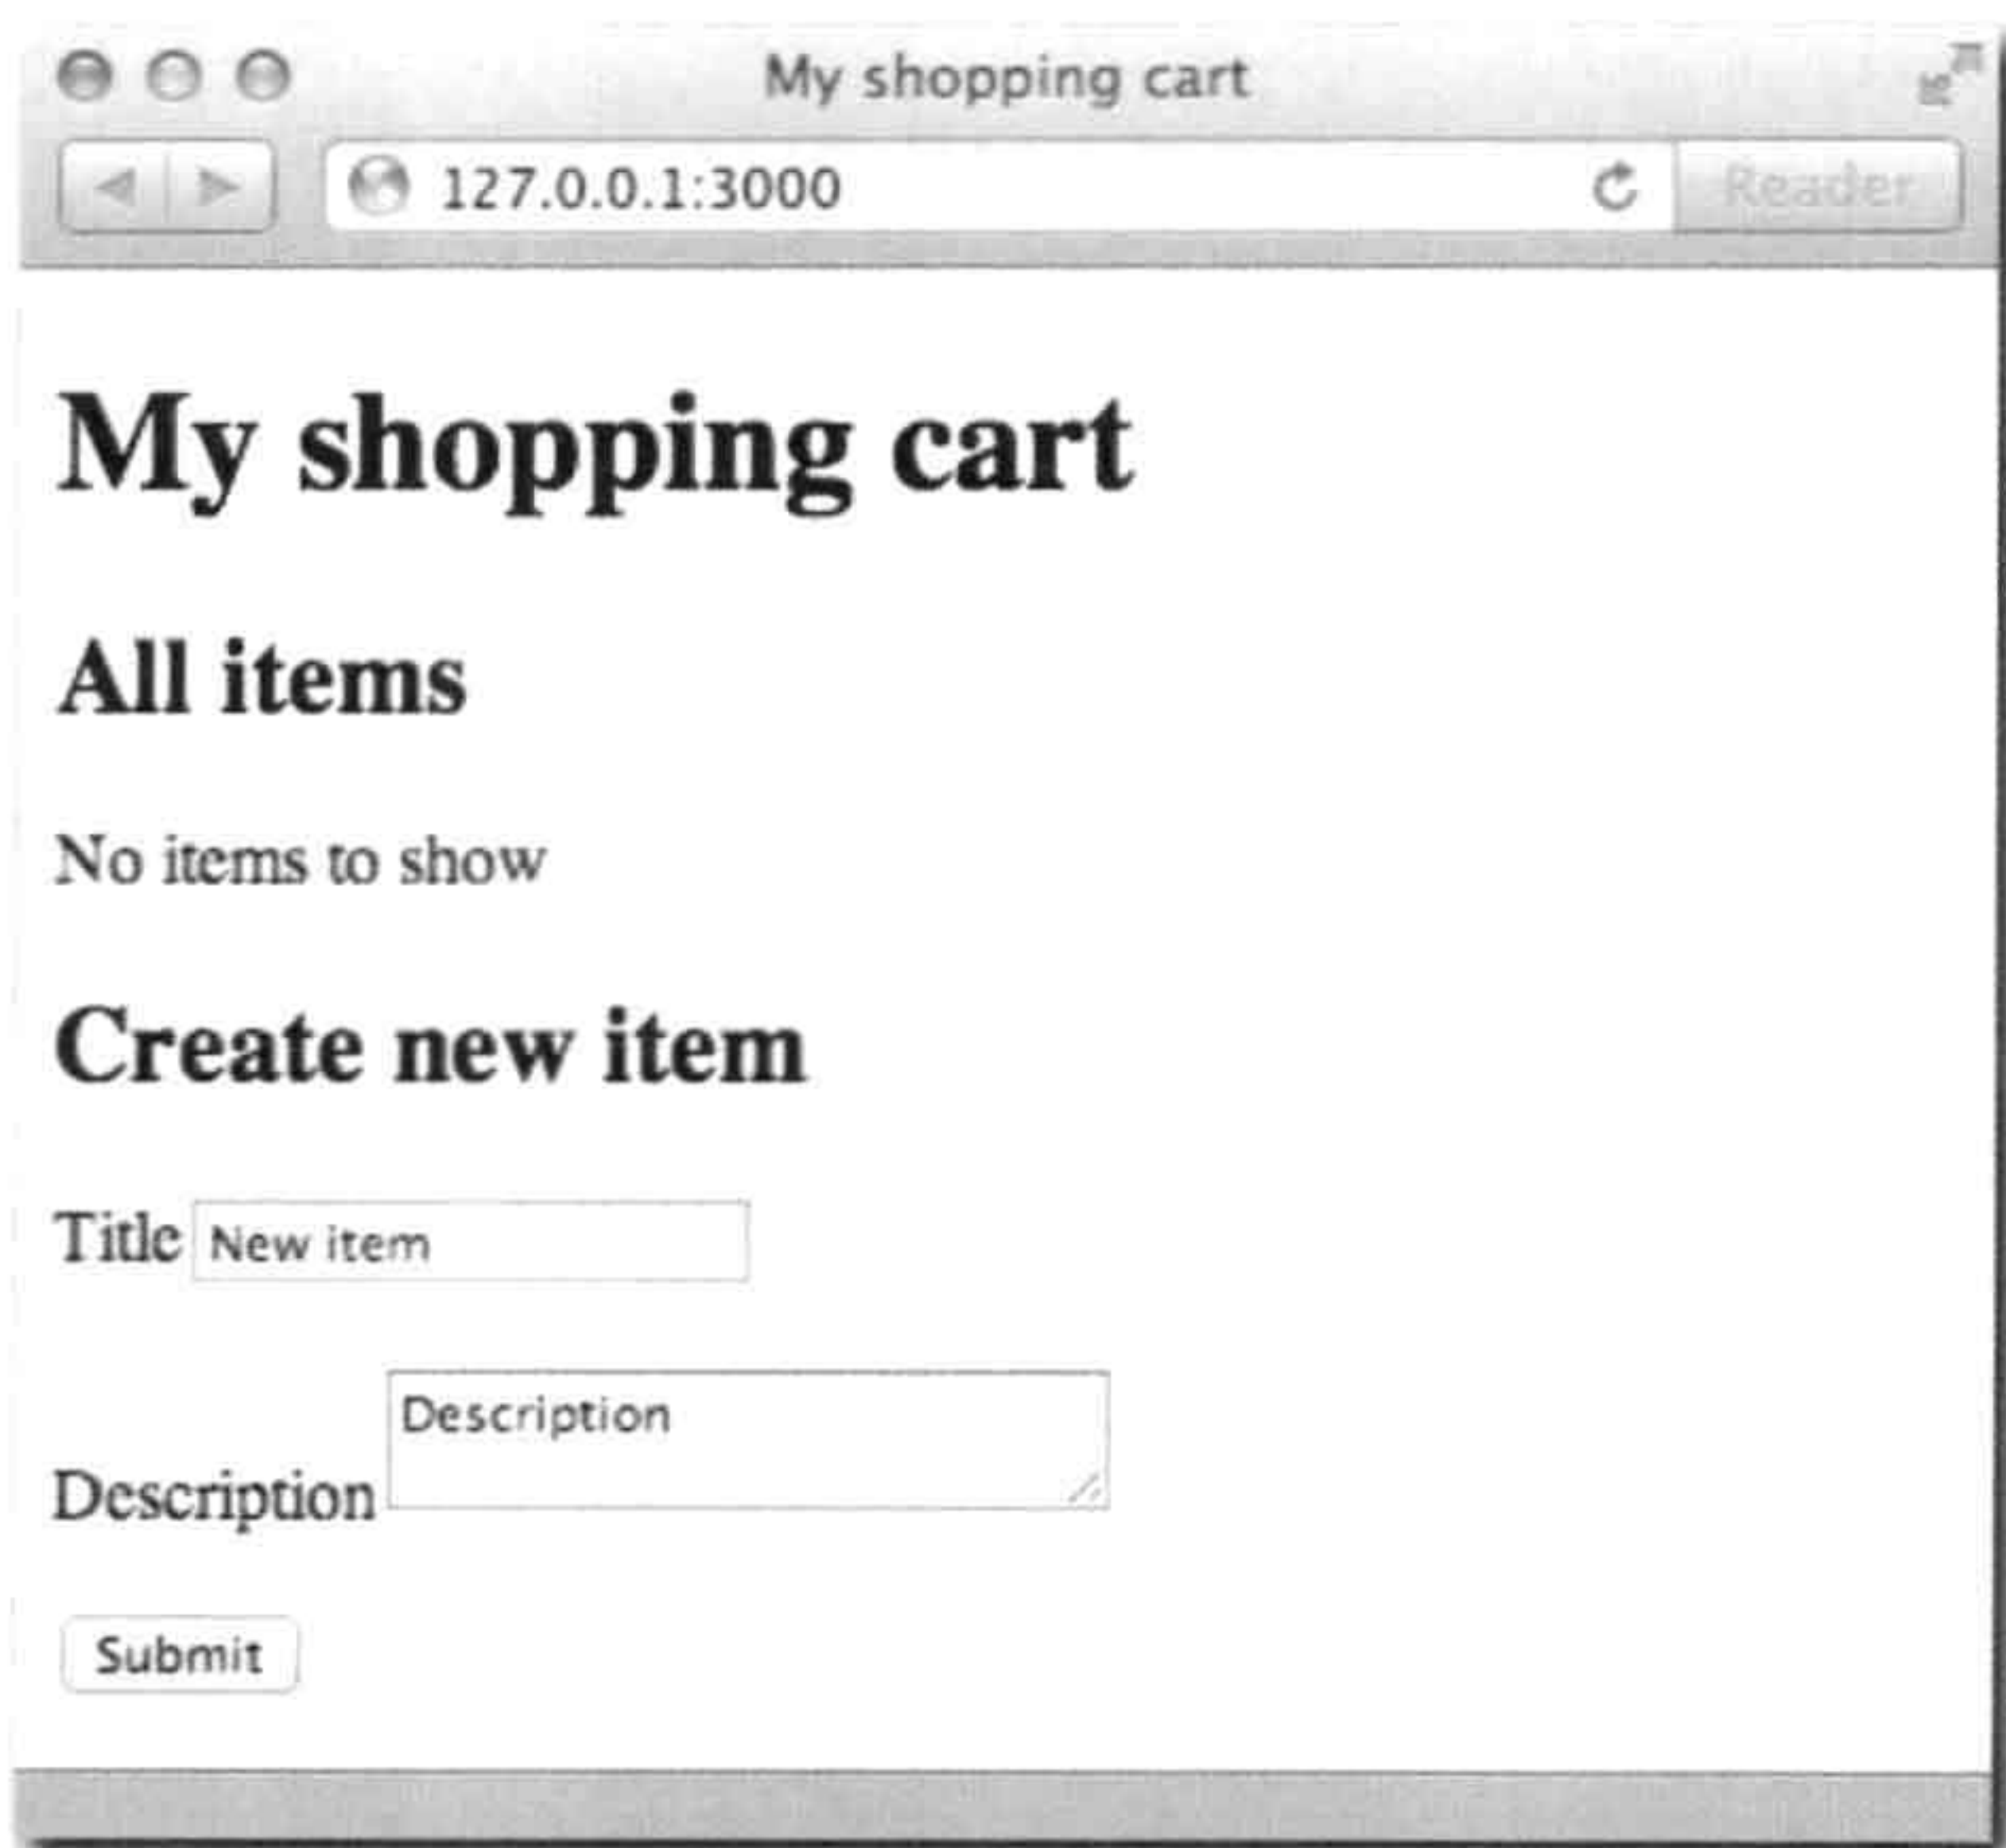 My shopping cart
127.0.0.1:3000
Reader
My shopping cart
All items
No items to show
Create new item
Title New item
Description
Description
Submit